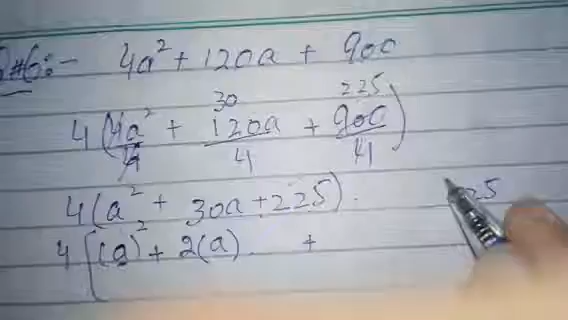 Q#6:- 4a² + 120a + 900
30 225
4(4a²/4 + 120a/4 + 900/4)
4(a² + 30a + 225).
4[(a)² + 2(a) +